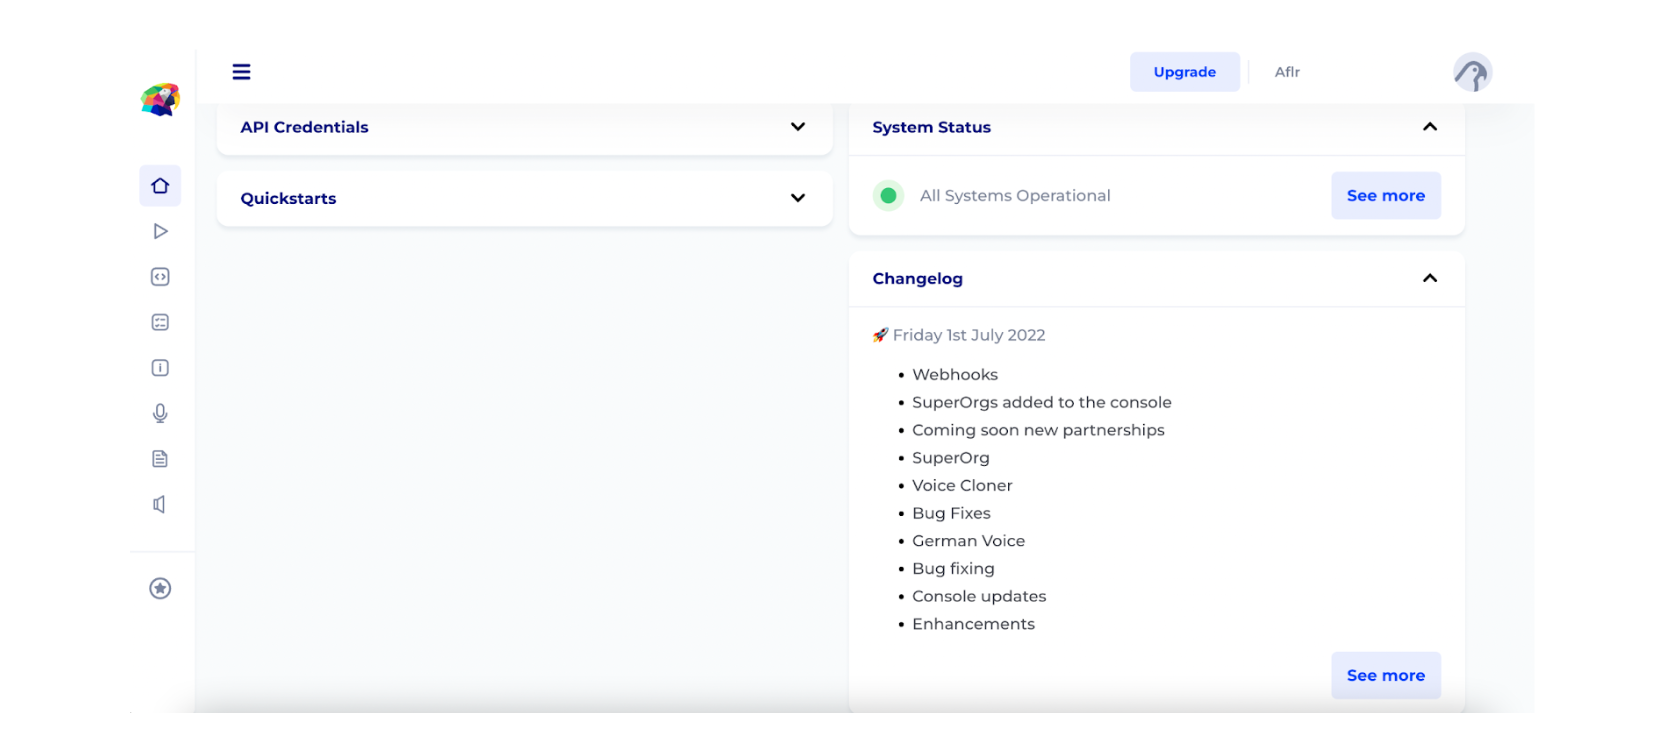 Upgrade
Aflr
API Credentials
Quickstarts
System Status
All Systems Operational
See more
Changelog
🚀 Friday 1st July 2022
• Webhooks
• SuperOrgs added to the console
• Coming soon new partnerships
• SuperOrg
• Voice Cloner
• Bug Fixes
• German Voice
• Bug fixing
• Console updates
• Enhancements
See more